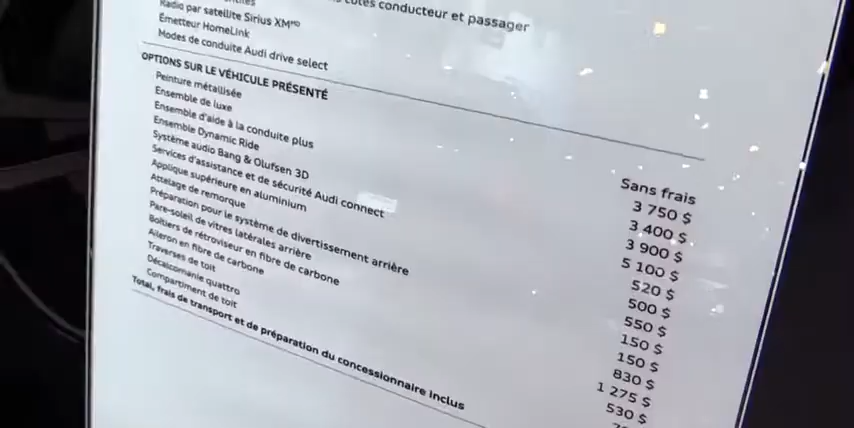 côtés conducteur et passager
Radio par satellite Sirius XMᴹᴰ
Émetteur HomeLink
Modes de conduite Audi drive select
OPTIONS SUR LE VÉHICULE PRÉSENTÉ
Peinture métallisée Sans frais
Ensemble de luxe 3 750 $
Ensemble d'aide à la conduite plus 3 400 $
Ensemble Dynamic Ride 3 900 $
Système audio Bang & Olufsen 3D 5 100 $
Services d'assistance et de sécurité Audi connect 520 $
Applique supérieure en aluminium 500 $
Attelage de remorque 550 $
Préparation pour le système de divertissement arrière 150 $
Pare-soleil de vitres latérales arrière 150 $
Boîtiers de rétroviseur en fibre de carbone 830 $
Aileron en fibre de carbone 1 275 $
Traverses de toit 530 $
Décalcomanie quattro
Compartiment de toit
Total, frais de transport et de préparation du concessionnaire inclus